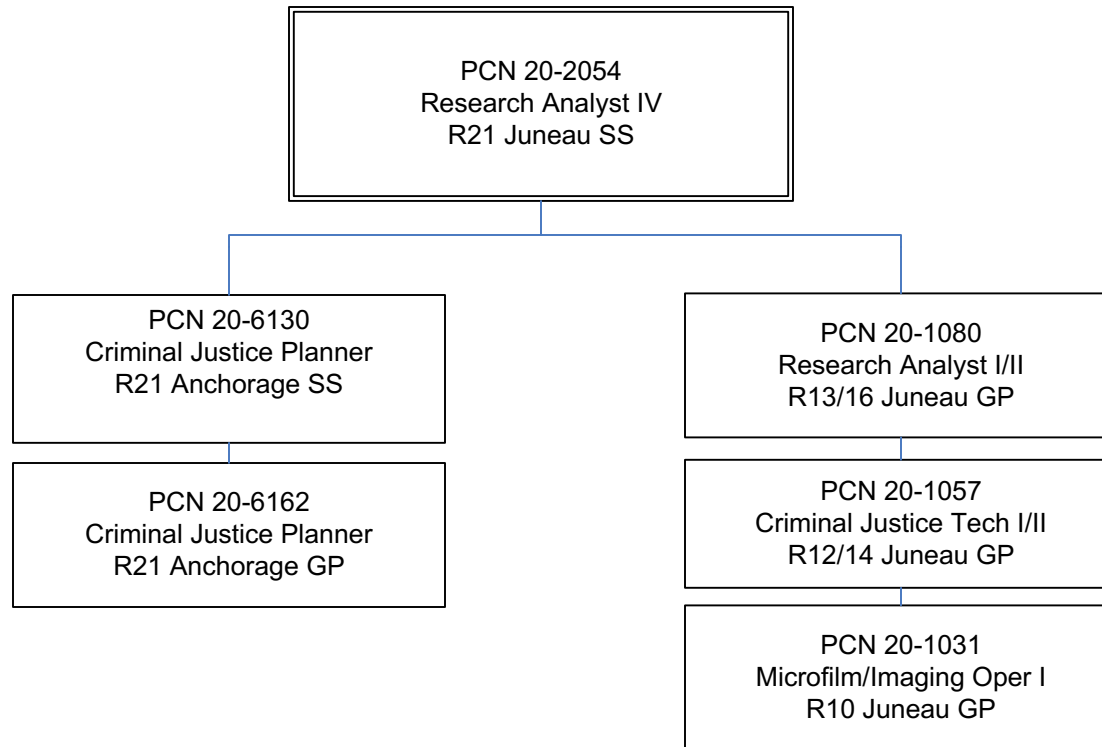 PCN 20-2054
Research Analyst IV
R21 Juneau SS
PCN 20-6130
Criminal Justice Planner
R21 Anchorage SS
PCN 20-6162
Criminal Justice Planner
R21 Anchorage GP
PCN 20-1080
Research Analyst I/II
R13/16 Juneau GP
PCN 20-1057
Criminal Justice Tech I/II
R12/14 Juneau GP
PCN 20-1031
Microfilm/Imaging Oper I
R10 Juneau GP